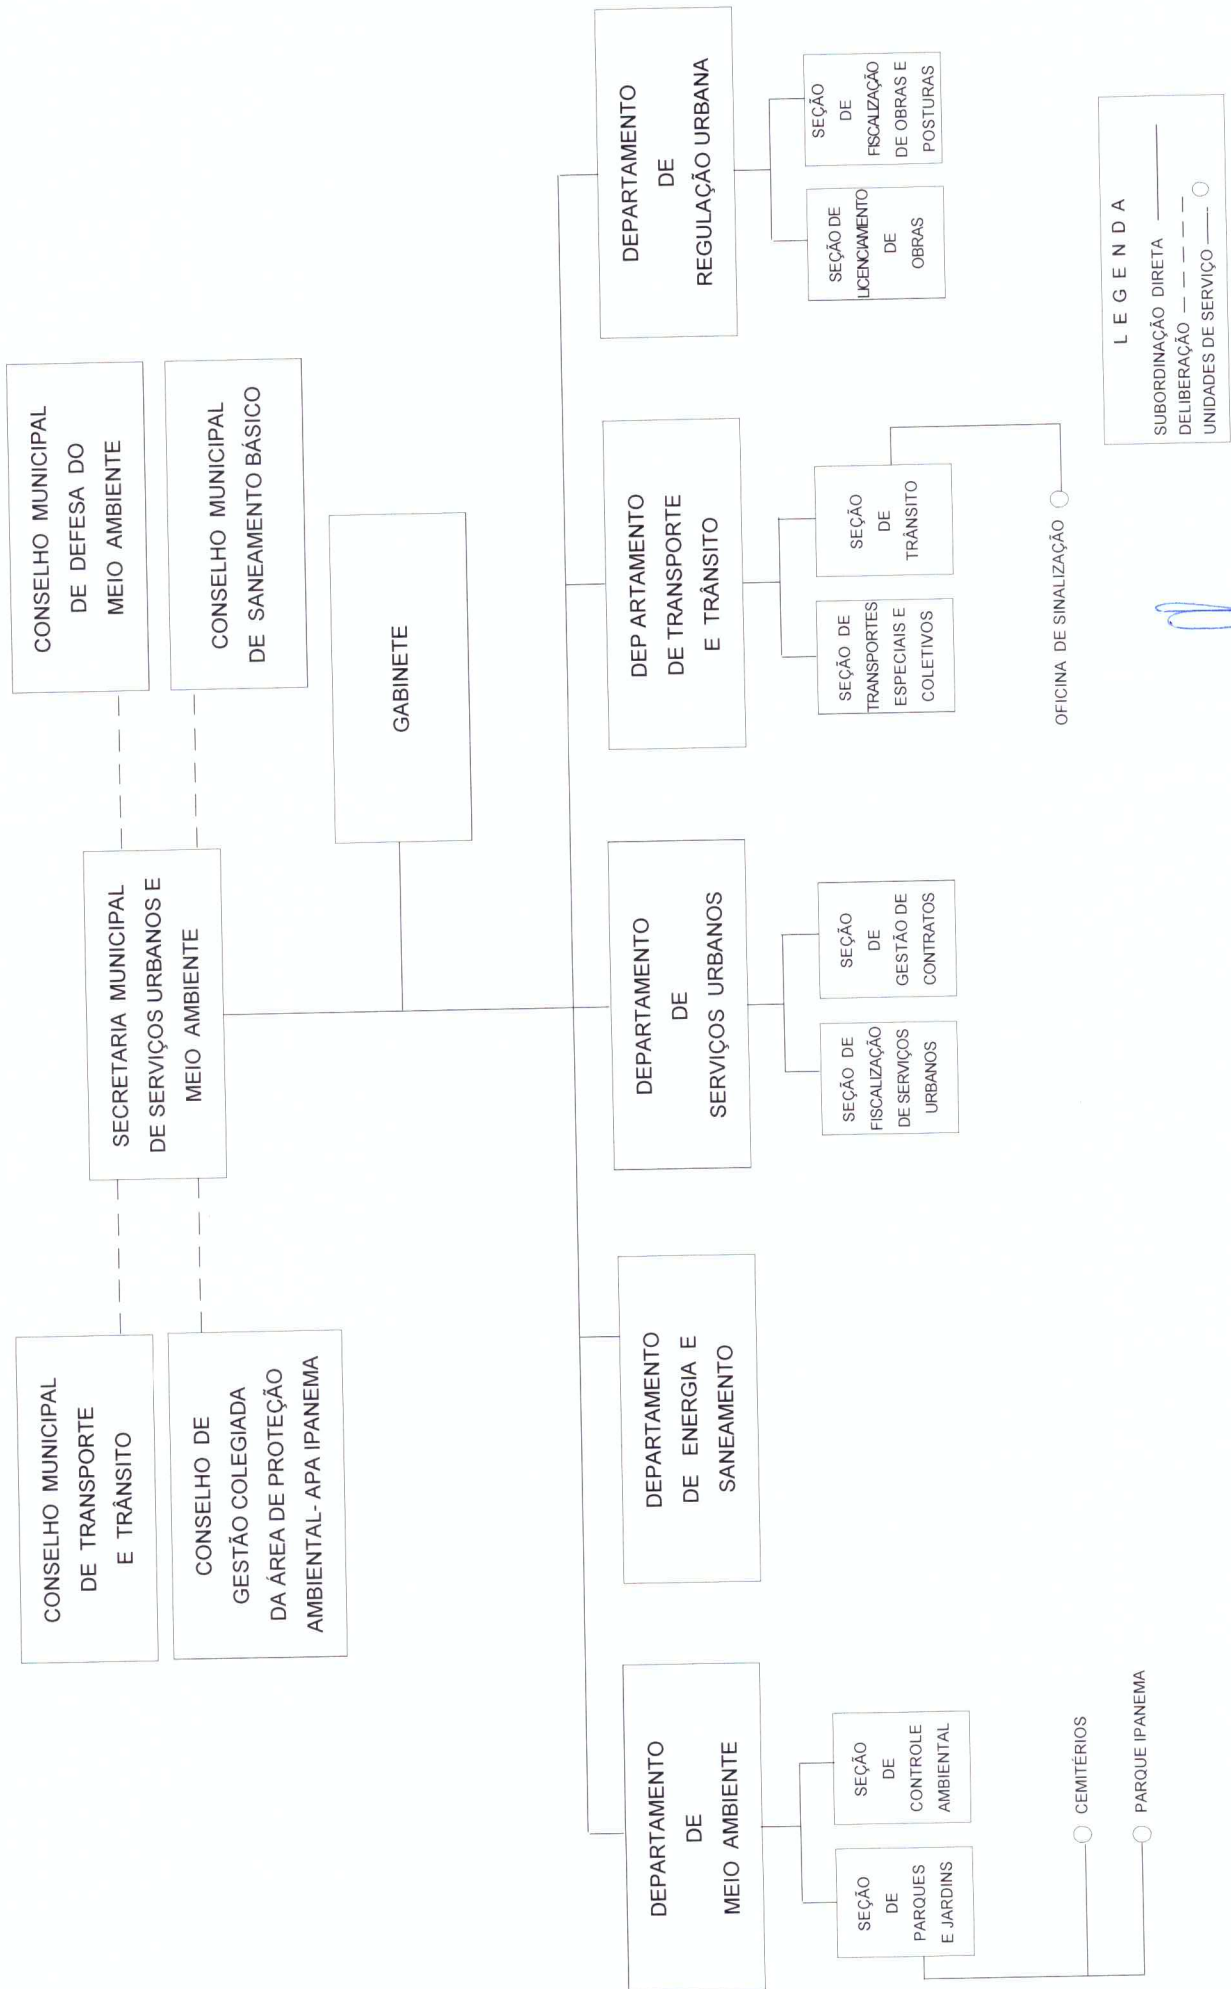 CONSELHO MUNICIPAL
DE TRANSPORTE
E TRÂNSITO
CONSELHO DE
GESTÃO COLEGIADA
DA ÁREA DE PROTEÇÃO
AMBIENTAL- APA IPANEMA
SECRETARIA MUNICIPAL
DE SERVIÇOS URBANOS E
MEIO AMBIENTE
CONSELHO MUNICIPAL
DE DEFESA DO
MEIO AMBIENTE
CONSELHO MUNICIPAL
DE SANEAMENTO BÁSICO
GABINETE
DEPARTAMENTO
DE
MEIO AMBIENTE
DEPARTAMENTO
DE ENERGIA E
SANEAMENTO
DEPARTAMENTO
DE
SERVIÇOS URBANOS
DEP ARTAMENTO
DE TRANSPORTE
E TRÂNSITO
DEPARTAMENTO
DE
REGULAÇÃO URBANA
SEÇÃO
DE
PARQUES
E JARDINS
SEÇÃO
DE
CONTROLE
AMBIENTAL
SEÇÃO DE
FISCALIZAÇÃO
DE SERVIÇOS
URBANOS
SEÇÃO
DE
GESTÃO DE
CONTRATOS
SEÇÃO DE
TRANSPORTES
ESPECIAIS E
COLETIVOS
SEÇÃO
DE
TRÂNSITO
SEÇÃO DE
LICENCIAMENTO
DE
OBRAS
SEÇÃO
DE
FISCALIZAÇÃO
DE OBRAS E
POSTURAS
CEMITÉRIOS
PARQUE IPANEMA
OFICINA DE SINALIZAÇÃO
L E G E N D A
SUBORDINAÇÃO DIRETA
DELIBERAÇÃO
UNIDADES DE SERVIÇO